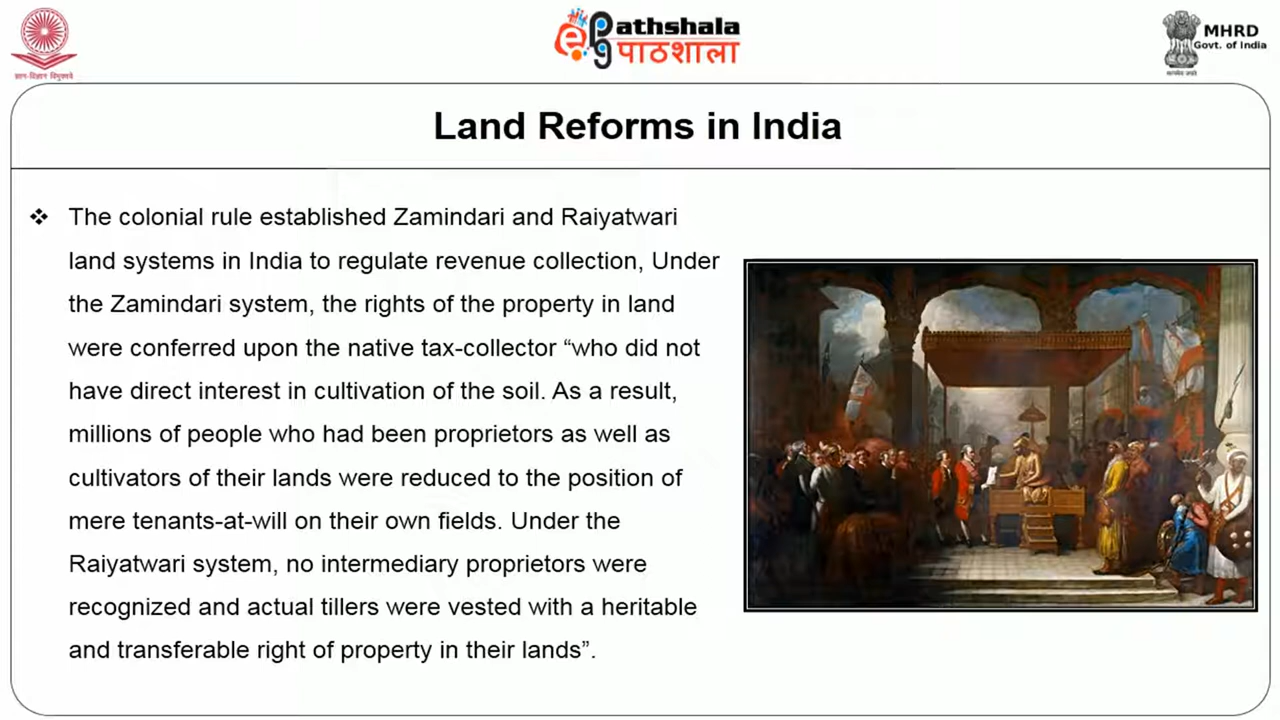 ज्ञान-विज्ञान विमुक्तये
ePG Pathshala
पाठशाला
MHRD
Govt. of India
सत्यमेव जयते
Land Reforms in India
❖ The colonial rule established Zamindari and Raiyatwari
land systems in India to regulate revenue collection, Under
the Zamindari system, the rights of the property in land
were conferred upon the native tax-collector “who did not
have direct interest in cultivation of the soil. As a result,
millions of people who had been proprietors as well as
cultivators of their lands were reduced to the position of
mere tenants-at-will on their own fields. Under the
Raiyatwari system, no intermediary proprietors were
recognized and actual tillers were vested with a heritable
and transferable right of property in their lands”.